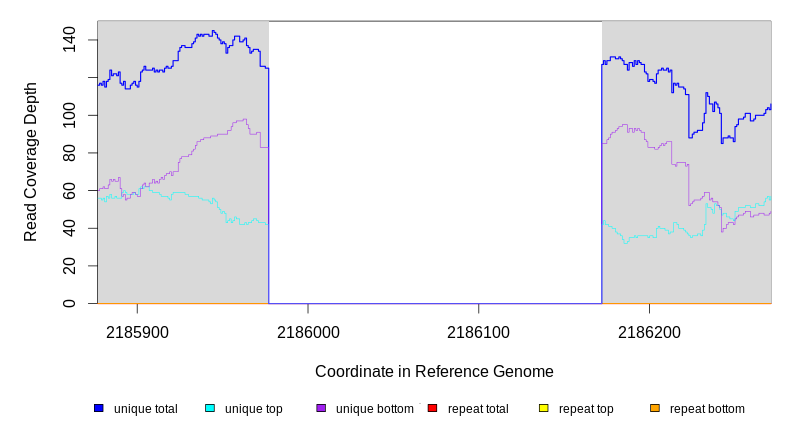 Read Coverage Depth
0
20
40
60
80
100
140
2185900
2186000
2186100
2186200
Coordinate in Reference Genome
unique total
unique top
unique bottom
repeat total
repeat top
repeat bottom